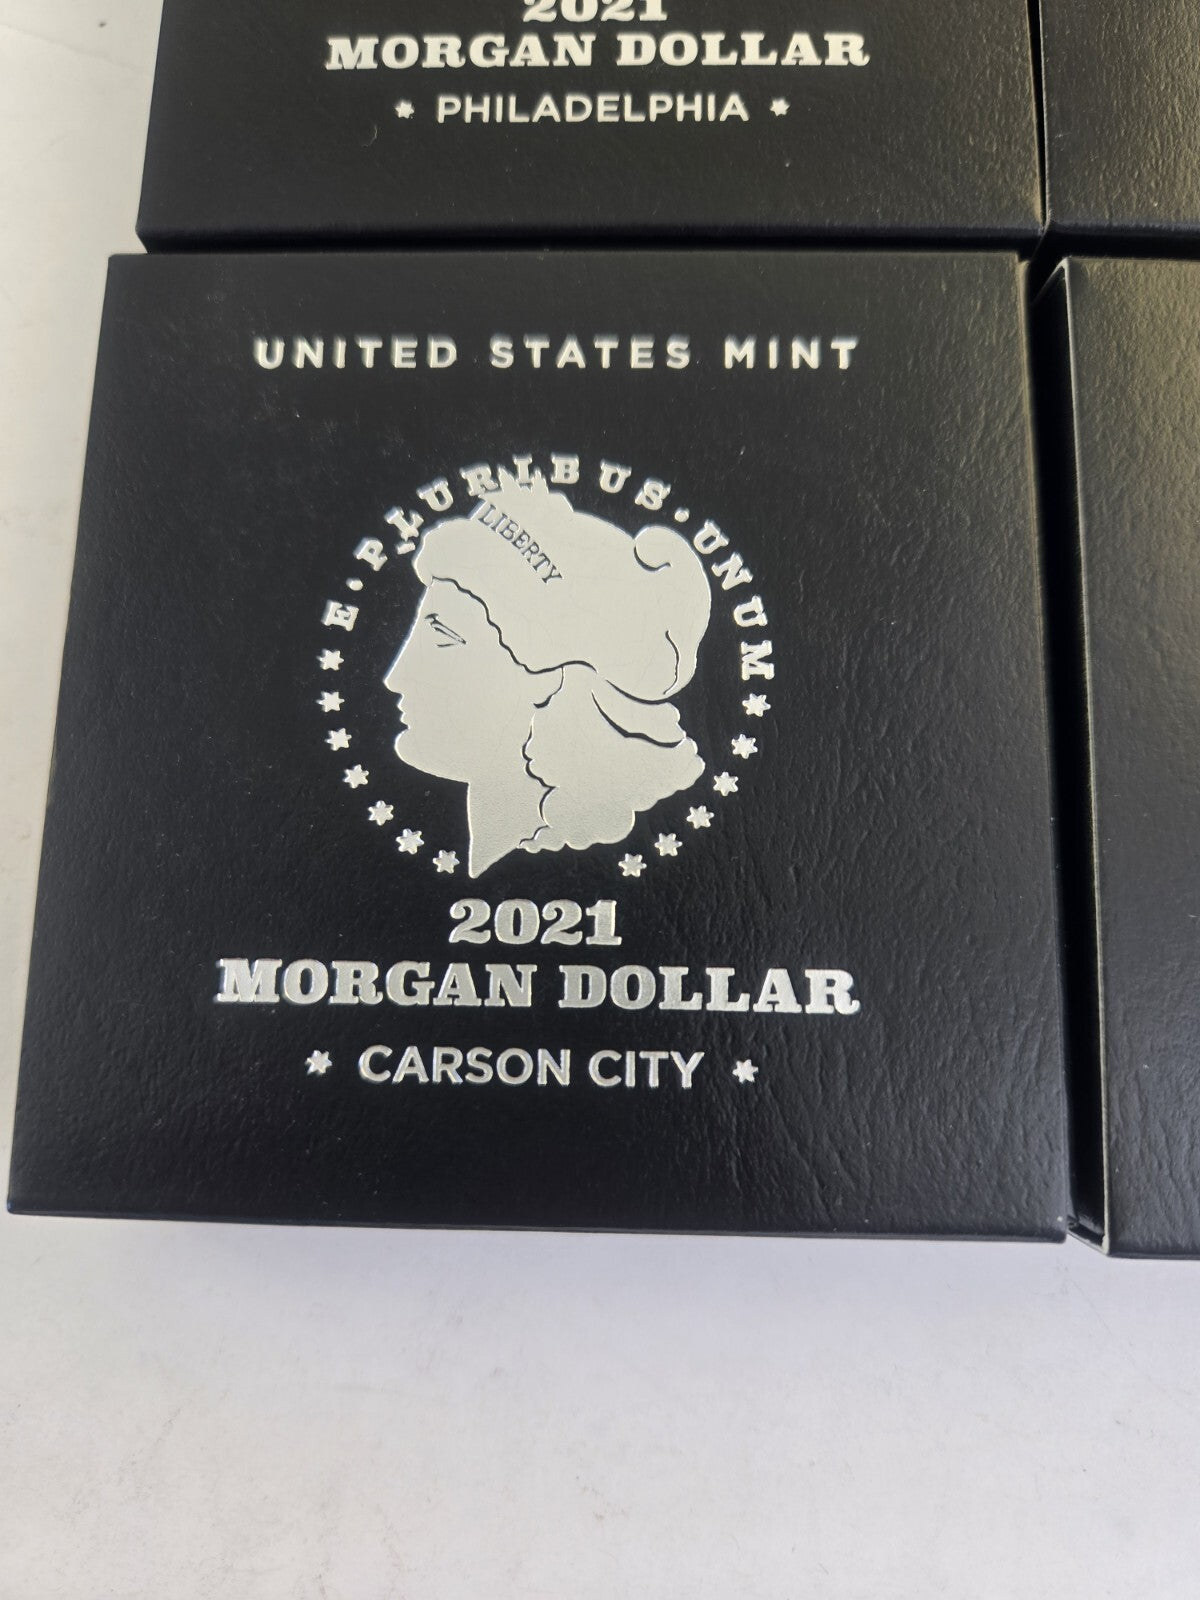 2021
MORGAN DOLLAR
* PHILADELPHIA *
UNITED STATES MINT
E · PLURIBUS · UNUM
LIBERTY
2021
MORGAN DOLLAR
* CARSON CITY *